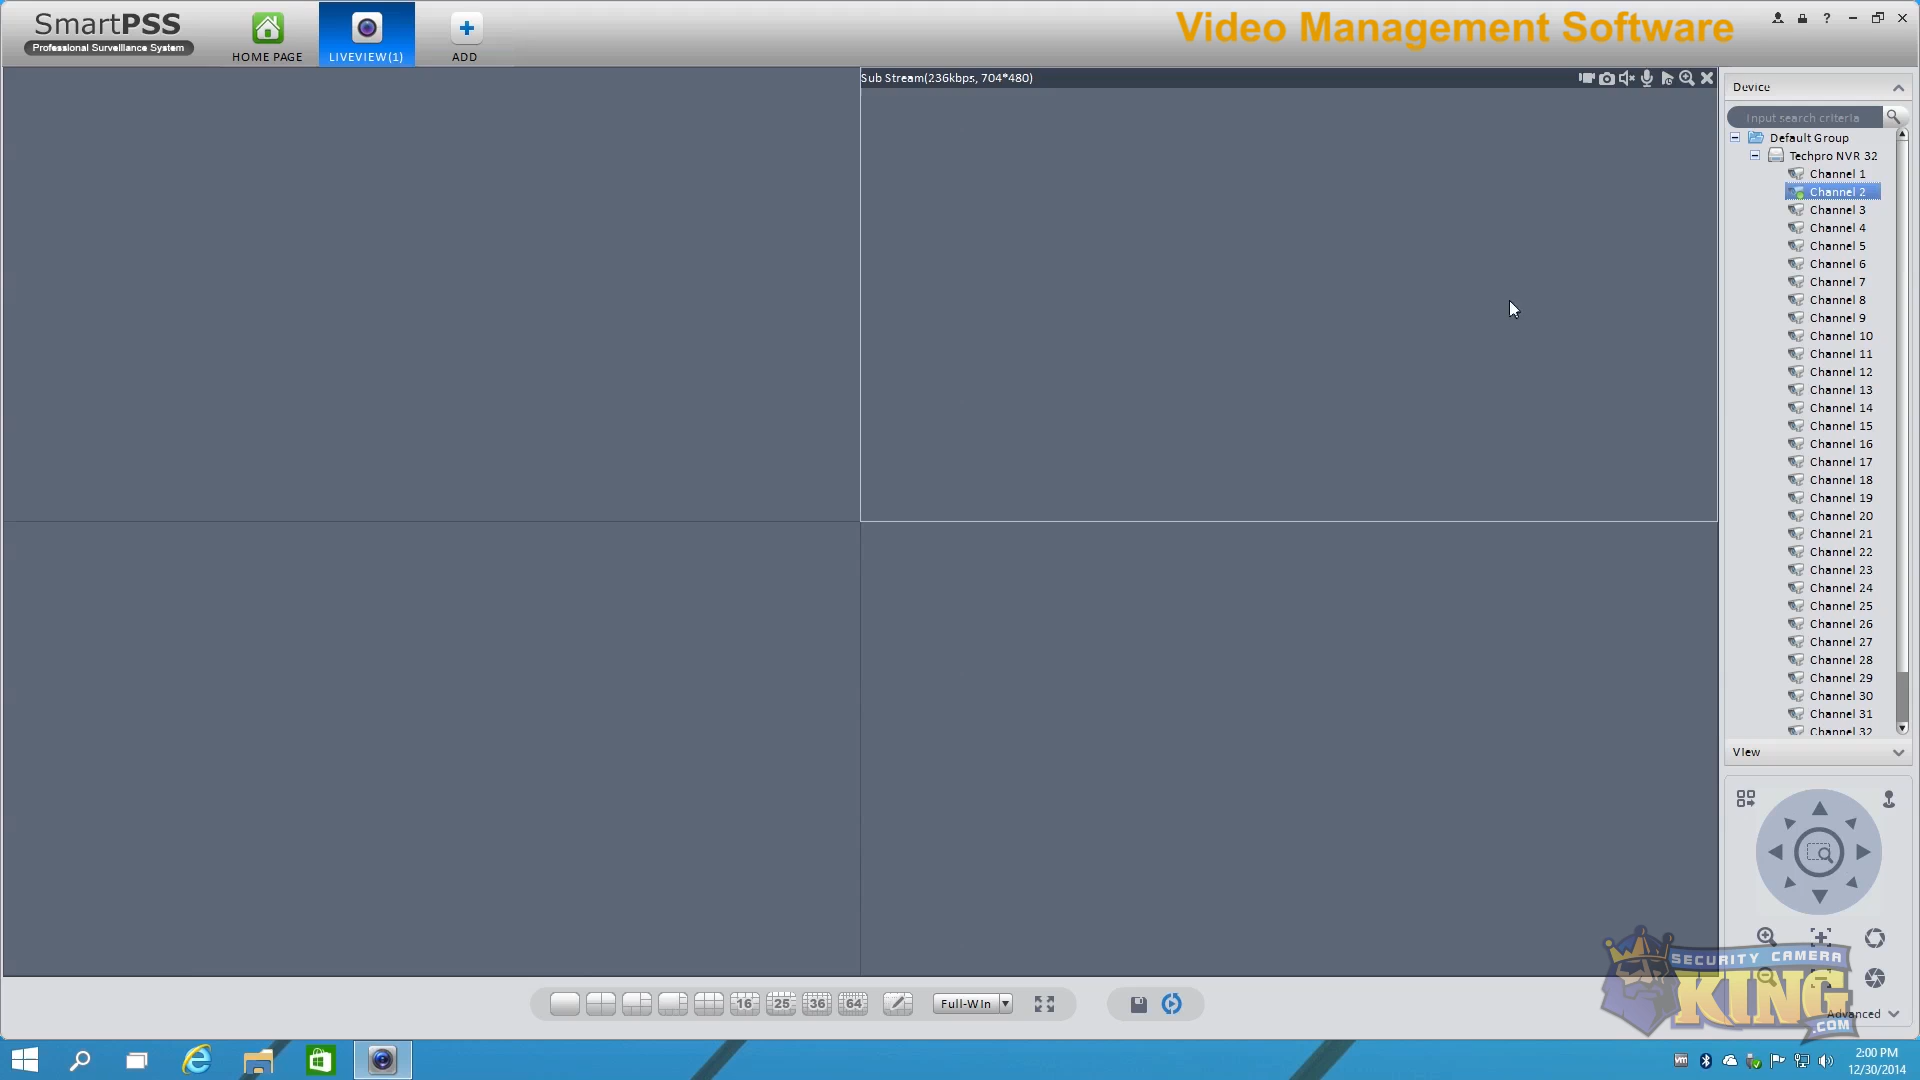 SmartPSS
Professional Surveillance System
HOME PAGE
LIVEVIEW(1)
ADD
Video Management Software
?
Sub Stream(236kbps, 704*480)
Device
Input search criteria
Default Group
Techpro NVR 32
Channel 1
Channel 2
Channel 3
Channel 4
Channel 5
Channel 6
Channel 7
Channel 8
Channel 9
Channel 10
Channel 11
Channel 12
Channel 13
Channel 14
Channel 15
Channel 16
Channel 17
Channel 18
Channel 19
Channel 20
Channel 21
Channel 22
Channel 23
Channel 24
Channel 25
Channel 26
Channel 27
Channel 28
Channel 29
Channel 30
Channel 31
Channel 32
View
SECURITY CAMERA
KING
.COM
Advanced
16
25
36
64
Full-Win
vm
2:00 PM
12/30/2014